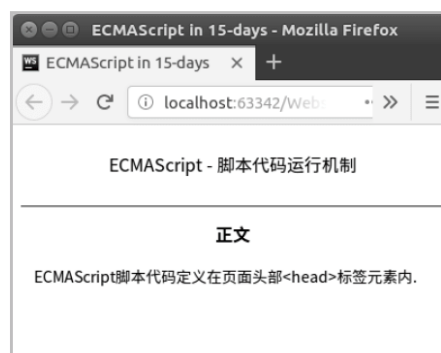 ECMAScript in 15-days - Mozilla Firefox
ECMAScript in 15-days
localhost:63342/Web
ECMAScript - 脚本代码运行机制
正文
ECMAScript脚本代码定义在页面头部<head>标签元素内.